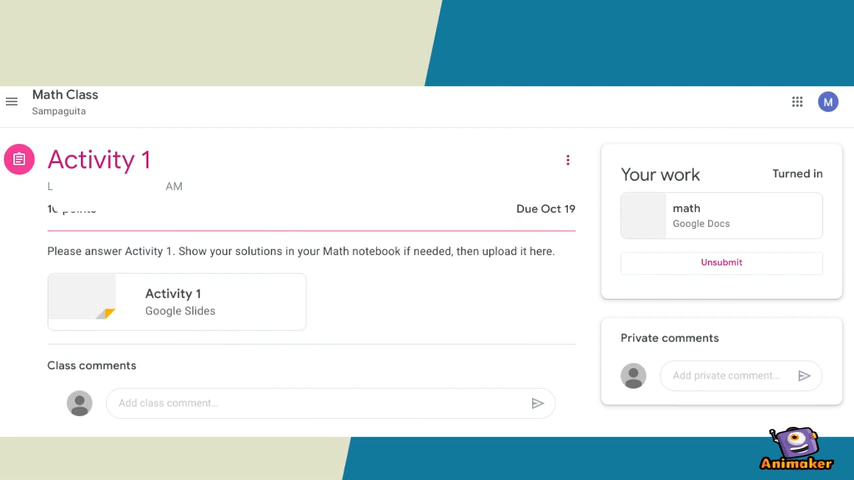 Math Class
Sampaguita
M
Activity 1
L AM
points
Due Oct 19
Please answer Activity 1. Show your solutions in your Math notebook if needed, then upload it here.
Activity 1
Google Slides
Class comments
Add class comment...
Your work
Turned in
math
Google Docs
Unsubmit
Private comments
Add private comment...
Animaker